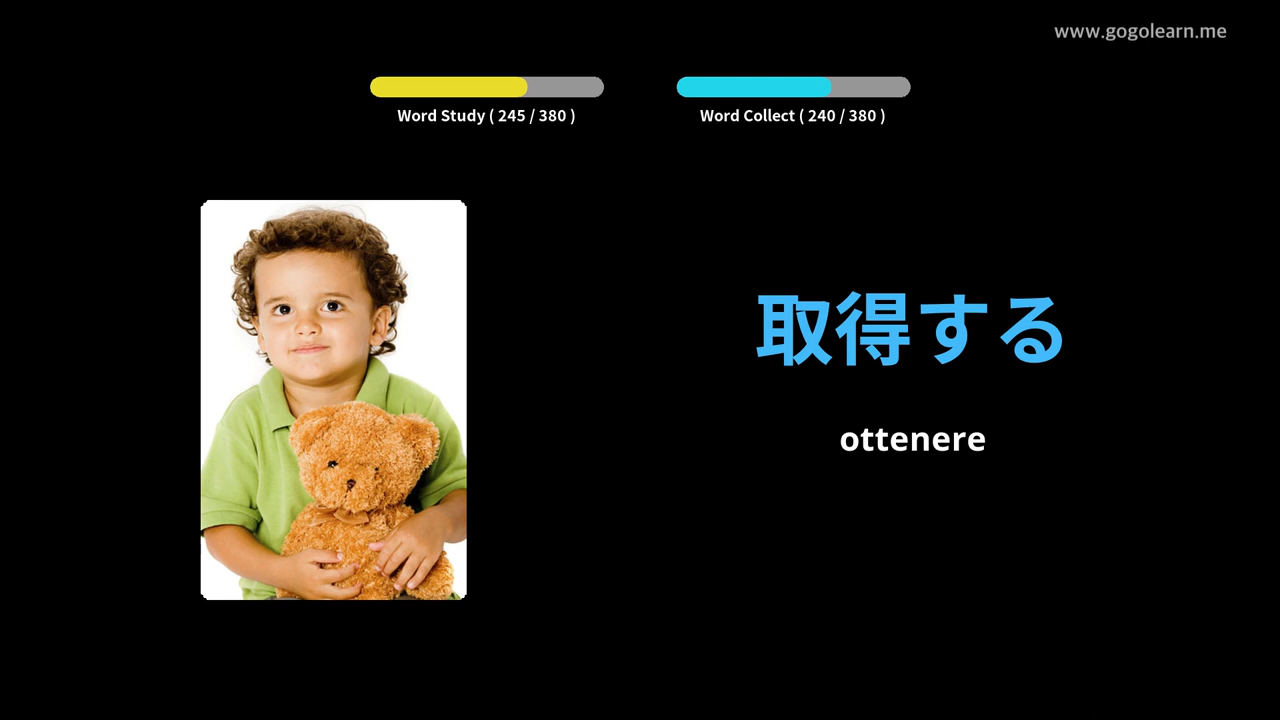 www.gogolearn.me
Word Study ( 245 / 380 )
Word Collect ( 240 / 380 )
取得する
ottenere